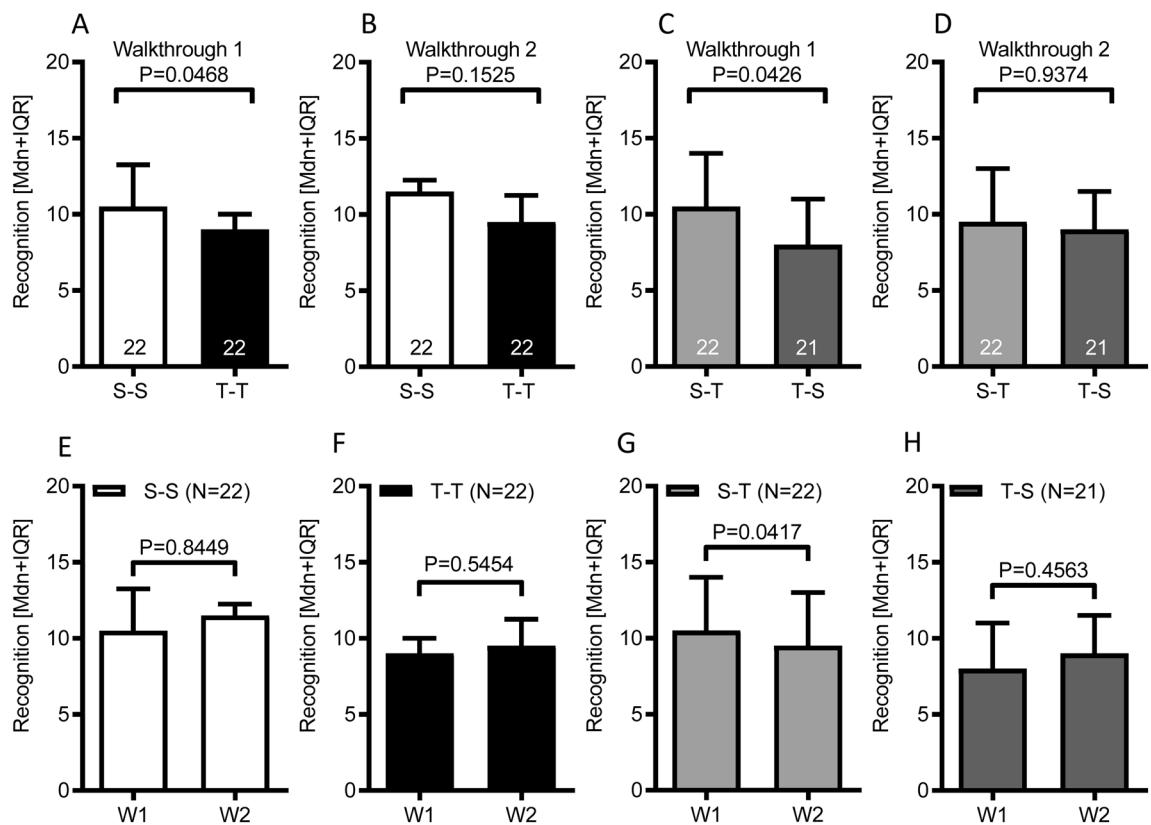 A
Walkthrough 1
P=0.0468
Recognition [Mdn+IQR]
20
15
10
5
0
22
22
S-S
T-T
B
Walkthrough 2
P=0.1525
Recognition [Mdn+IQR]
20
15
10
5
0
22
22
S-S
T-T
C
Walkthrough 1
P=0.0426
Recognition [Mdn+IQR]
20
15
10
5
0
22
21
S-T
T-S
D
Walkthrough 2
P=0.9374
Recognition [Mdn+IQR]
20
15
10
5
0
22
21
S-T
T-S
E
S-S (N=22)
P=0.8449
Recognition [Mdn+IQR]
20
15
10
5
0
W1
W2
F
T-T (N=22)
P=0.5454
Recognition [Mdn+IQR]
20
15
10
5
0
W1
W2
G
S-T (N=22)
P=0.0417
Recognition [Mdn+IQR]
20
15
10
5
0
W1
W2
H
T-S (N=21)
P=0.4563
Recognition [Mdn+IQR]
20
15
10
5
0
W1
W2